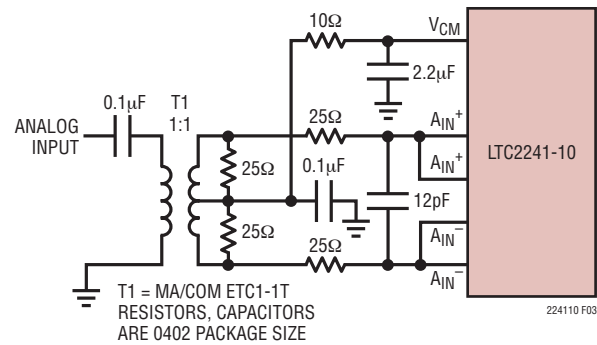 10Ω
VCM
2.2μF
0.1μF
T1
1:1
ANALOG
INPUT
25Ω
AIN+
25Ω
0.1μF
AIN+
LTC2241-10
12pF
25Ω
AIN−
25Ω
AIN−
T1 = MA/COM ETC1-1T
RESISTORS, CAPACITORS
ARE 0402 PACKAGE SIZE
224110 F03